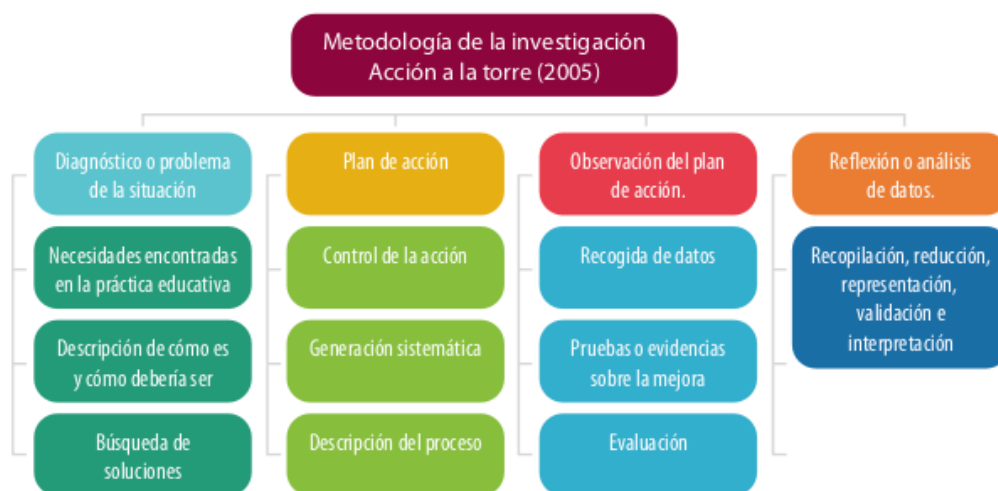 Metodología de la investigación
Acción a la torre (2005)
Diagnóstico o problema
de la situación
Necesidades encontradas
en la práctica educativa
Descripción de cómo es
y cómo debería ser
Búsqueda de
soluciones
Plan de acción
Control de la acción
Generación sistemática
Descripción del proceso
Observación del plan
de acción.
Recogida de datos
Pruebas o evidencias
sobre la mejora
Evaluación
Reflexión o análisis
de datos.
Recopilación, reducción,
representación,
validación e
interpretación